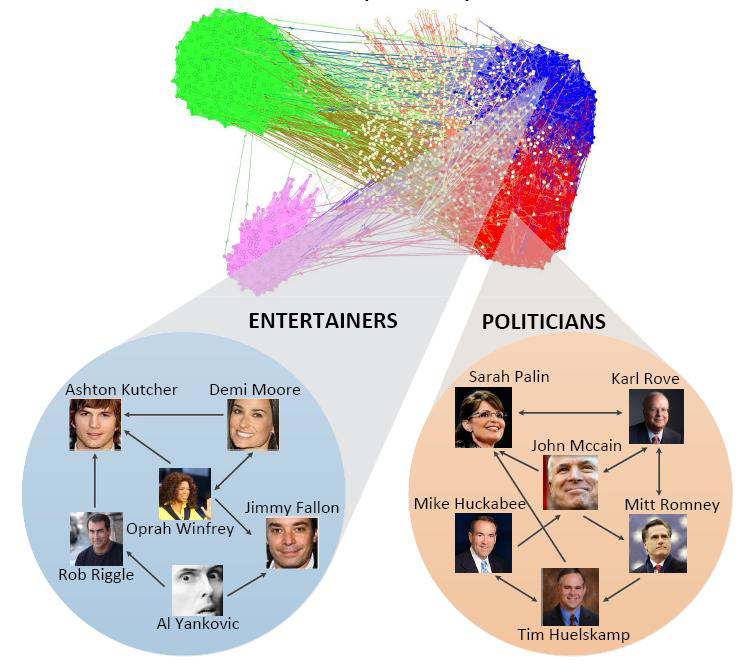 ENTERTAINERS
POLITICIANS
Ashton Kutcher
Demi Moore
Oprah Winfrey
Jimmy Fallon
Rob Riggle
Al Yankovic
Sarah Palin
Karl Rove
John Mccain
Mike Huckabee
Mitt Romney
Tim Huelskamp